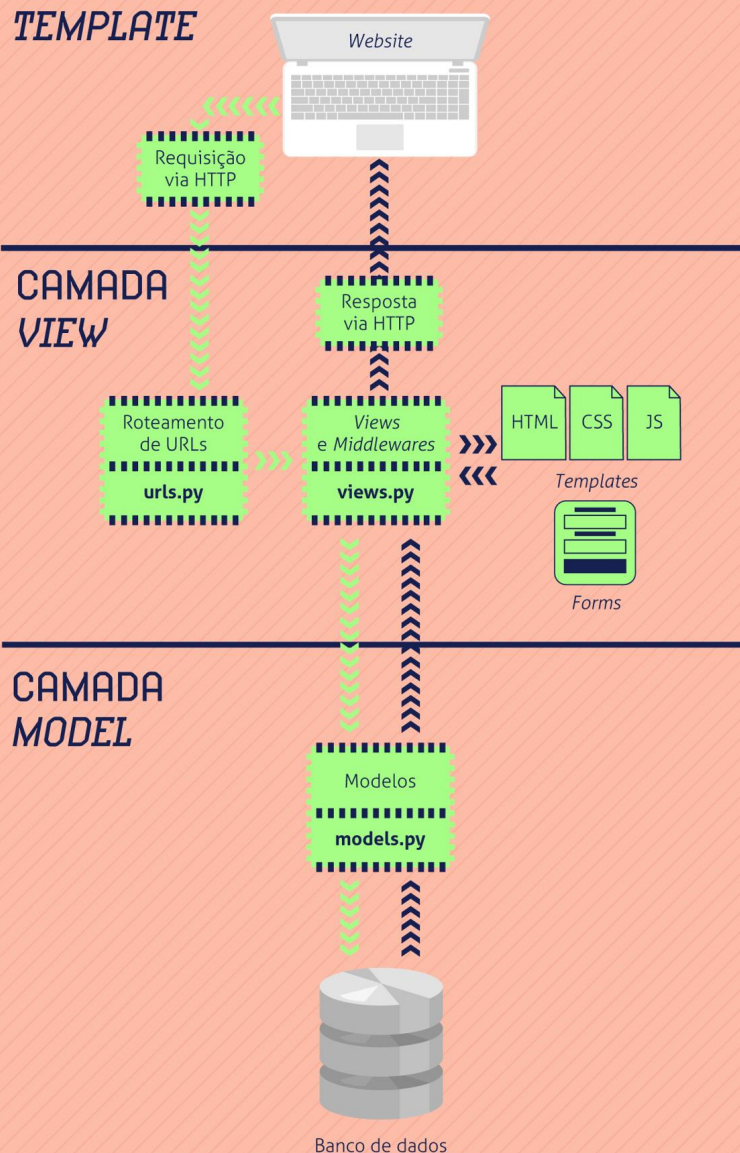 TEMPLATE
Website
Requisição
via HTTP
CAMADA
VIEW
Resposta
via HTTP
Roteamento
de URLs
urls.py
Views
e Middlewares
views.py
HTML
CSS
JS
Templates
Forms
CAMADA
MODEL
Modelos
models.py
Banco de dados